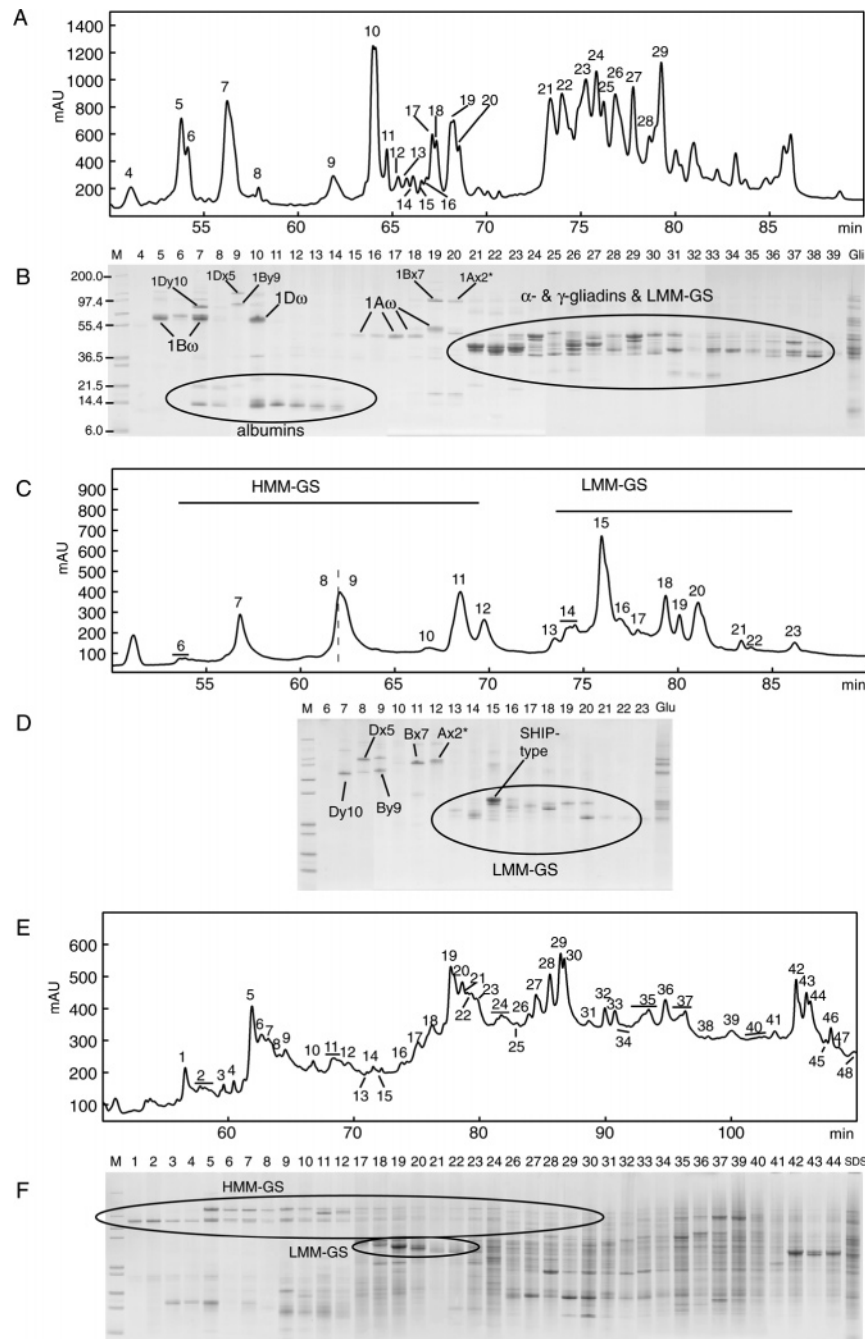 A
1400
1200
1000
800
600
400
200
mAU
4 5 6 7 8 9 10 11 12 13 14 15 16 17 18 19 20 21 22 23 24 25 26 27 28 29
55 60 65 70 75 80 85 min
B
M 4 5 6 7 8 9 10 11 12 13 14 15 16 17 18 19 20 21 22 23 24 25 26 27 28 29 30 31 32 33 34 35 36 37 38 39 Gli
200.0
97.4
55.4
36.5
21.5
14.4
6.0
1Dy10 1Dx5 1By9 1Dω 1Bx7 1Ax2*
1Bω 1Aω
α- & γ-gliadins & LMM-GS
albumins
C
HMM-GS LMM-GS
900
800
700
600
500
400
300
200
100
mAU
6 7 8 9 10 11 12 13 14 15 16 17 18 19 20 21 22 23
55 60 65 70 75 80 85 min
D
M 6 7 8 9 10 11 12 13 14 15 16 17 18 19 20 21 22 23 Glu
Dx5 Bx7 Ax2* SHIP-
type
Dy10 By9
LMM-GS
E
600
500
400
300
200
100
mAU
1 2 3 4 5 6 7 8 9 10 11 12 13 14 15 16 17 18 19 20 21 22 23 24 25 26 27 28 29 30 31 32 33 34 35 36 37 38 39 40 41 42 43 44 45 46 47 48
60 70 80 90 100 min
F
M 1 2 3 4 5 6 7 8 9 10 11 12 17 18 19 20 21 22 23 24 26 27 28 29 30 31 32 33 34 35 36 37 39 40 41 42 43 44 SDS
HMM-GS
LMM-GS